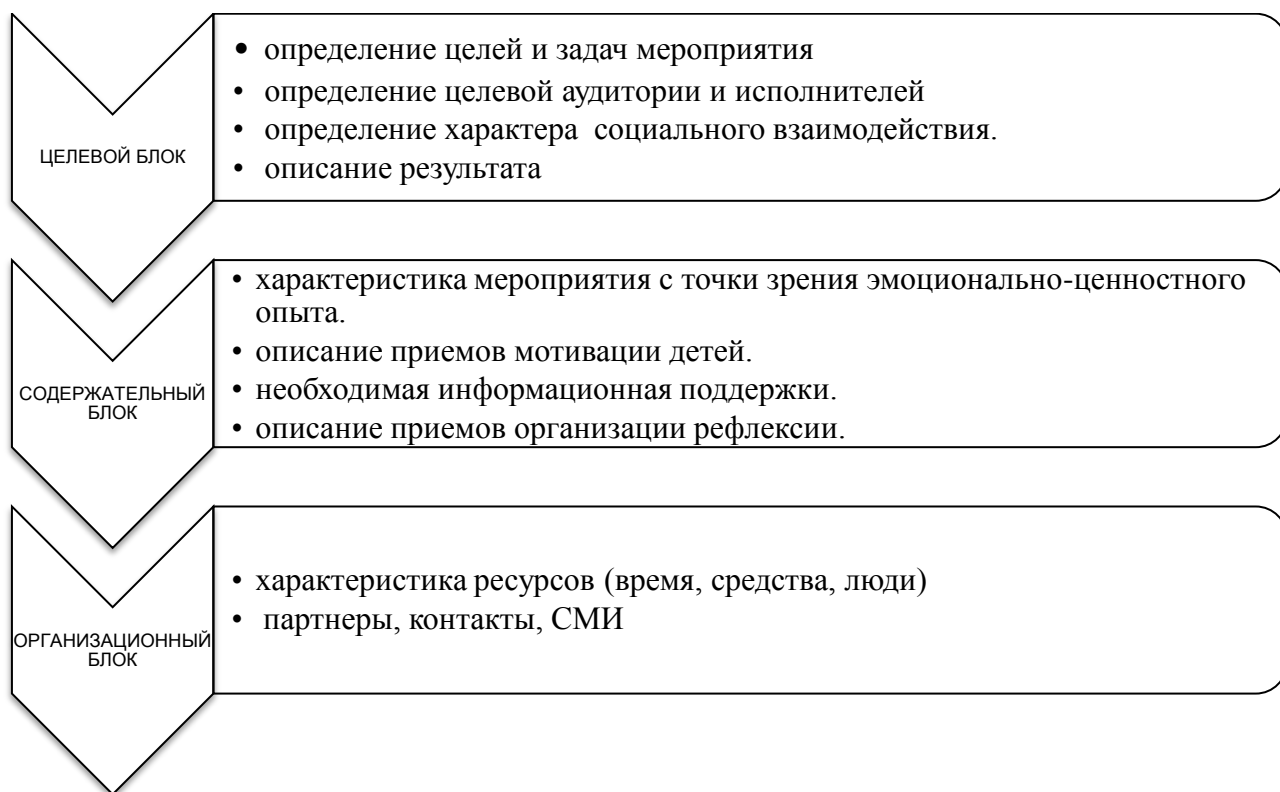 ЦЕЛЕВОЙ БЛОК
• определение целей и задач мероприятия
• определение целевой аудитории и исполнителей
• определение характера  социального взаимодействия.
• описание результата
СОДЕРЖАТЕЛЬНЫЙ
БЛОК
• характеристика мероприятия с точки зрения эмоционально-ценностного
опыта.
• описание приемов мотивации детей.
• необходимая информационная поддержки.
• описание приемов организации рефлексии.
ОРГАНИЗАЦИОННЫЙ
БЛОК
• характеристика ресурсов (время, средства, люди)
• партнеры, контакты, СМИ